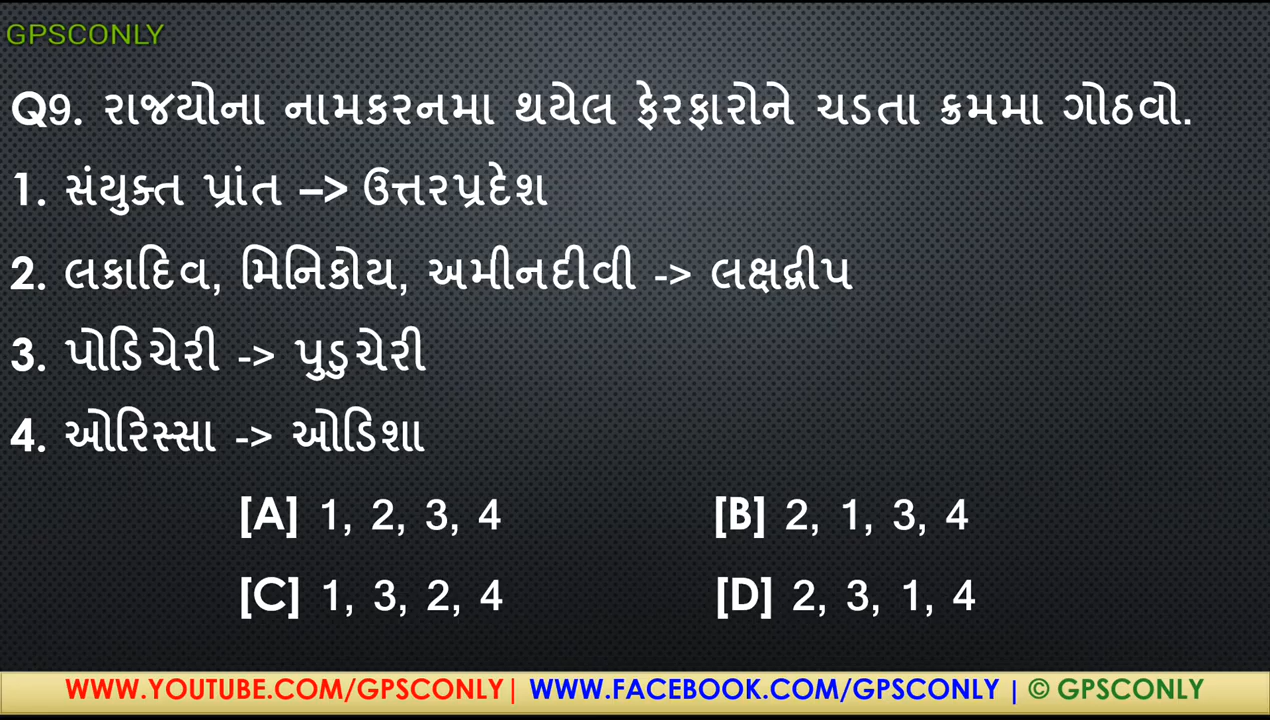 GPSCONLY
Q9. રાજયોના નામકરનમા થયેલ ફેરફારોને ચડતા ક્રમમા ગોઠવો.
1. સંયુક્ત પ્રાંત –> ઉત્તરપ્રદેશ
2. લકાદિવ, મિનિકોય, અમીનદીવી -> લક્ષદ્વીપ
3. પોડિચેરી -> પુડુચેરી
4. ઓરિસ્સા -> ઓડિશા
[A] 1, 2, 3, 4 [B] 2, 1, 3, 4
[C] 1, 3, 2, 4 [D] 2, 3, 1, 4
WWW.YOUTUBE.COM/GPSCONLY| WWW.FACEBOOK.COM/GPSCONLY | © GPSCONLY